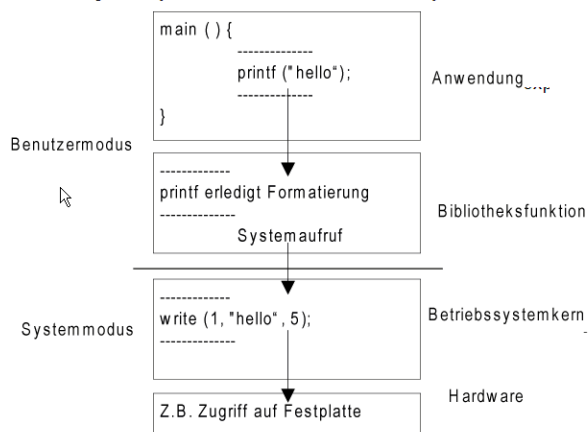 main ( ) {
--------------
printf ("hello“);
--------------
}
Anwendung
Benutzermodus
-------------
printf erledigt Formatierung
--------------
Systemaufruf
Bibliotheksfunktion
-------------
write (1, "hello“, 5);
--------------
Betriebssystemkern
Systemmodus
Hardware
Z.B. Zugriff auf Festplatte